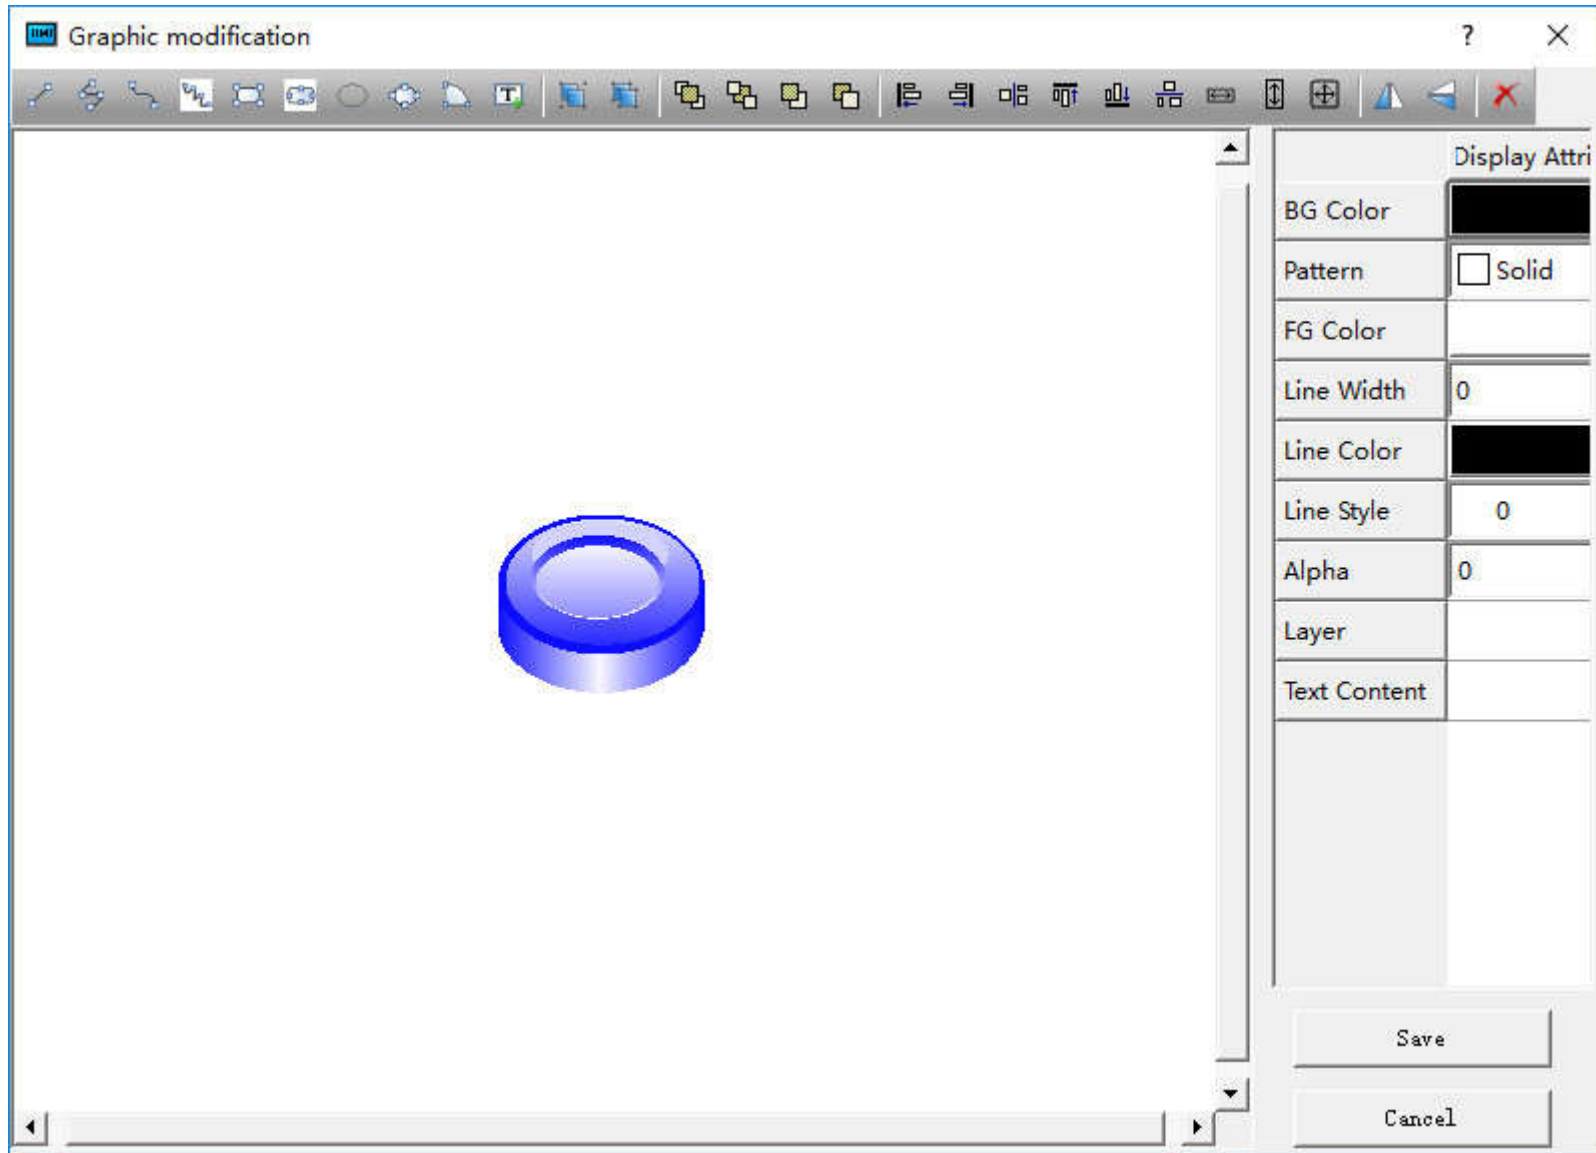 Graphic modification
?
T
Display Attri
BG Color
Pattern
Solid
FG Color
Line Width
0
Line Color
Line Style
0
Alpha
0
Layer
Text Content
Save
Cancel